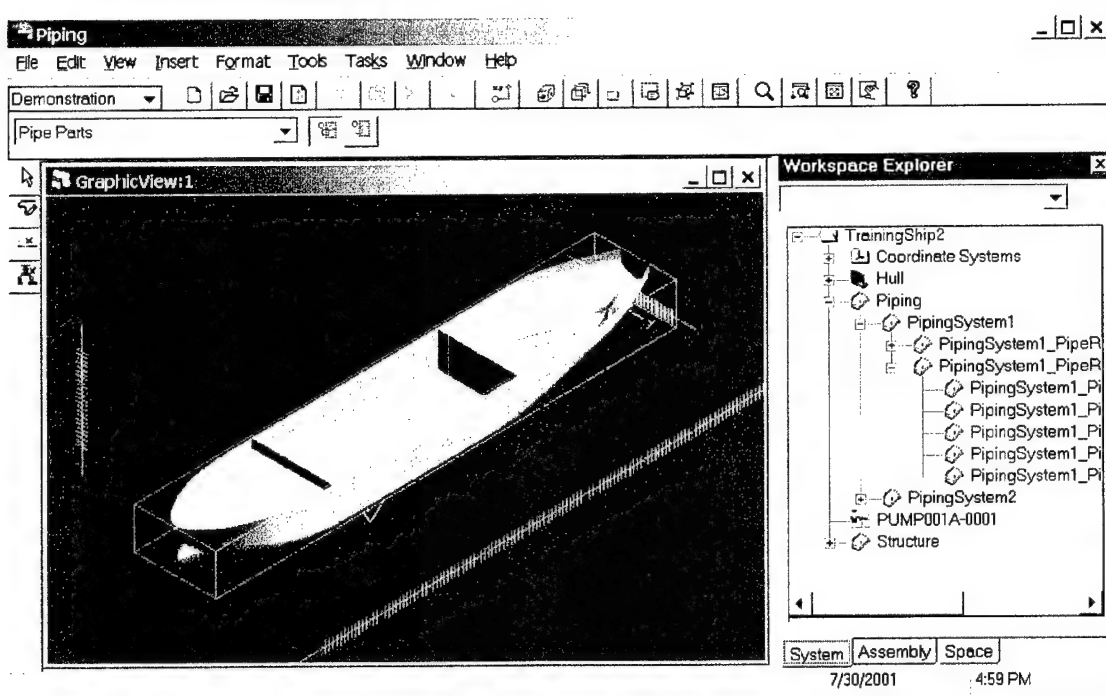 Piping
File Edit View Insert Format Tools Tasks Window Help
Demonstration
Pipe Parts
GraphicView:1
Workspace Explorer
TrainingShip2
Coordinate Systems
Hull
Piping
PipingSystem1
PipingSystem1_PipeR
PipingSystem1_PipeR
PipingSystem1_Pi
PipingSystem1_Pi
PipingSystem1_Pi
PipingSystem1_Pi
PipingSystem1_Pi
PipingSystem2
PUMP001A-0001
Structure
System Assembly Space
7/30/2001 4:59 PM